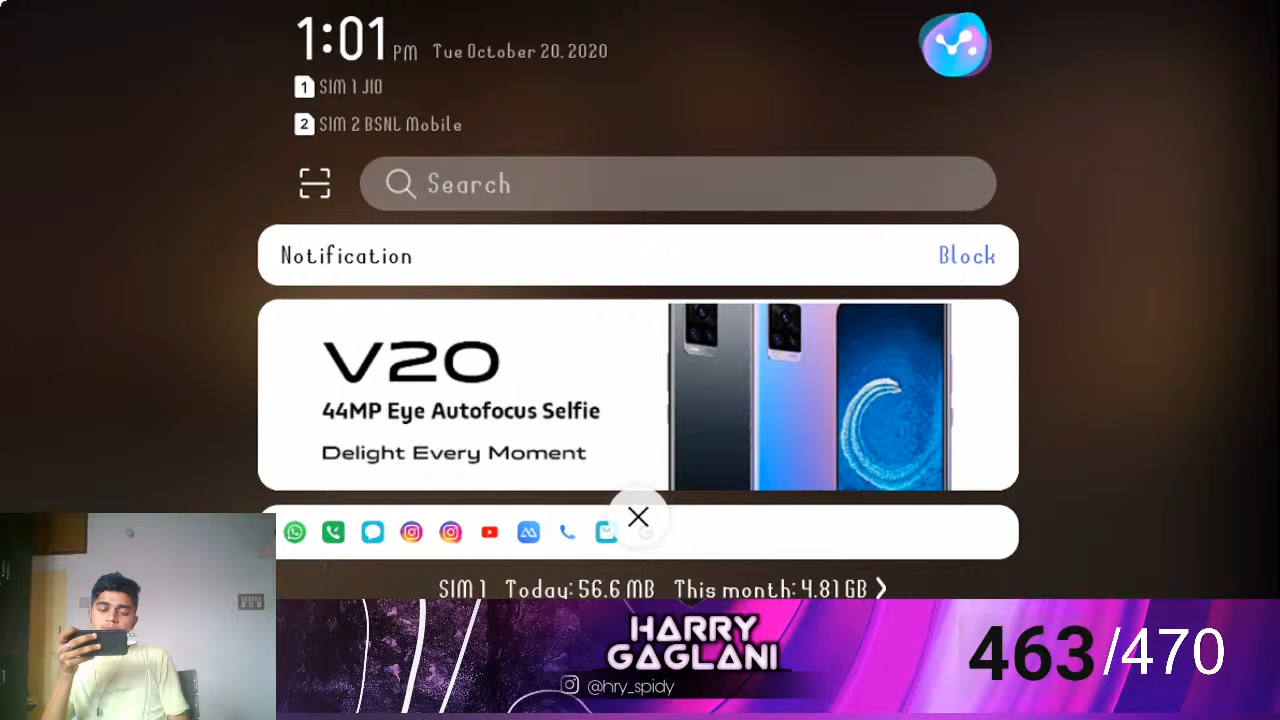 1:01 PM Tue October 20, 2020
1 SIM 1 JIO
2 SIM 2 BSNL Mobile
Search
Notification Block
V20
44MP Eye Autofocus Selfie
Delight Every Moment
SIM 1 Today: 56.6 MB This month: 4.81 GB
HARRY
GAGLANI
@hry_spidy
463/470